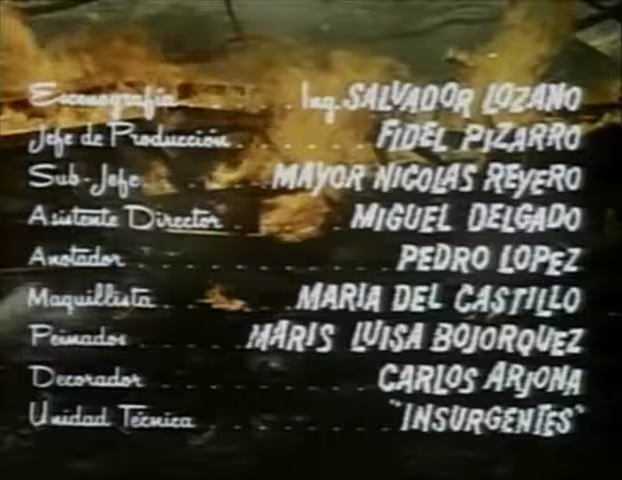 Escenografía Ing. SALVADOR LOZANO
Jefe de Producción FIDEL PIZARRO
Sub-Jefe MAYOR NICOLAS REYERO
Asistente Director MIGUEL DELGADO
Anotador PEDRO LOPEZ
Maquillista MARIA DEL CASTILLO
Peinados MARIS LUISA BOJORQUEZ
Decorador CARLOS ARJONA
Unidad Técnica "INSURGENTES"